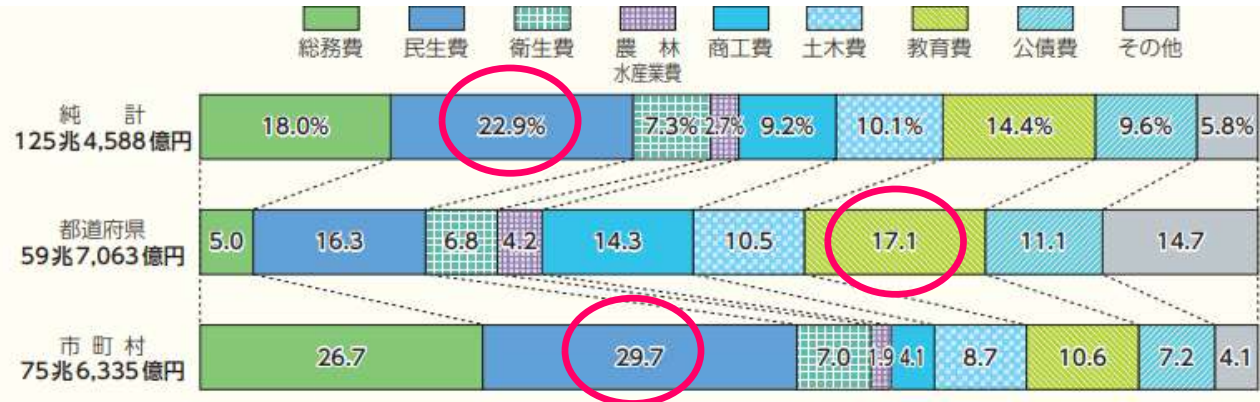 総務費 民生費 衛生費 農林水産業費 商工費 土木費 教育費 公債費 その他
純計 18.0% 22.9% 7.3% 2.7% 9.2% 10.1% 14.4% 9.6% 5.8%
125兆4,588億円
都道府県 5.0 16.3 6.8 4.2 14.3 10.5 17.1 11.1 14.7
59兆7,063億円
市町村 26.7 29.7 7.0 1.9 4.1 8.7 10.6 7.2 4.1
75兆6,335億円